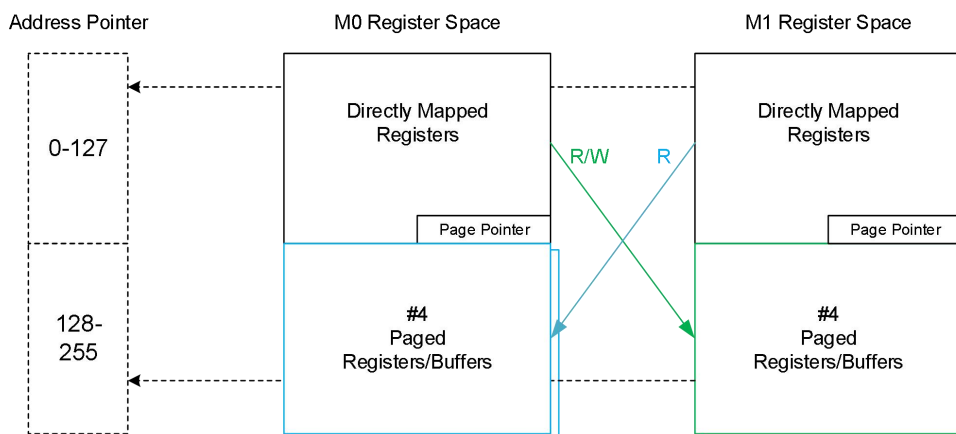 Address Pointer
M0 Register Space
M1 Register Space
0-127
Directly Mapped
Registers
Directly Mapped
Registers
R/W
R
Page Pointer
Page Pointer
128-
255
#4
Paged
Registers/Buffers
#4
Paged
Registers/Buffers